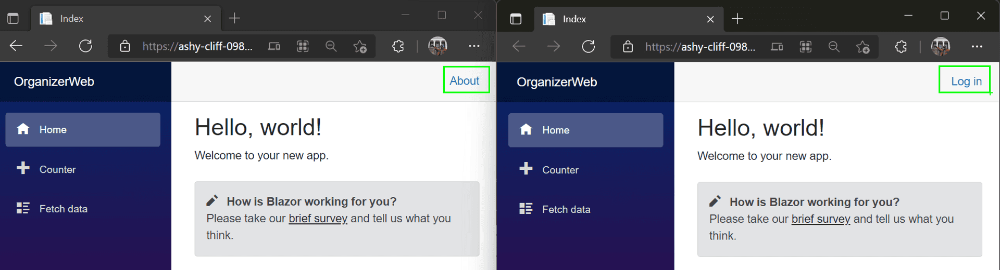 Index
https://ashy-cliff-098...
OrganizerWeb
About
Home
Counter
Fetch data
Hello, world!
Welcome to your new app.
How is Blazor working for you?
Please take our brief survey and tell us what you
think.
Index
https://ashy-cliff-098...
OrganizerWeb
Log in
Home
Counter
Fetch data
Hello, world!
Welcome to your new app.
How is Blazor working for you?
Please take our brief survey and tell us what you
think.